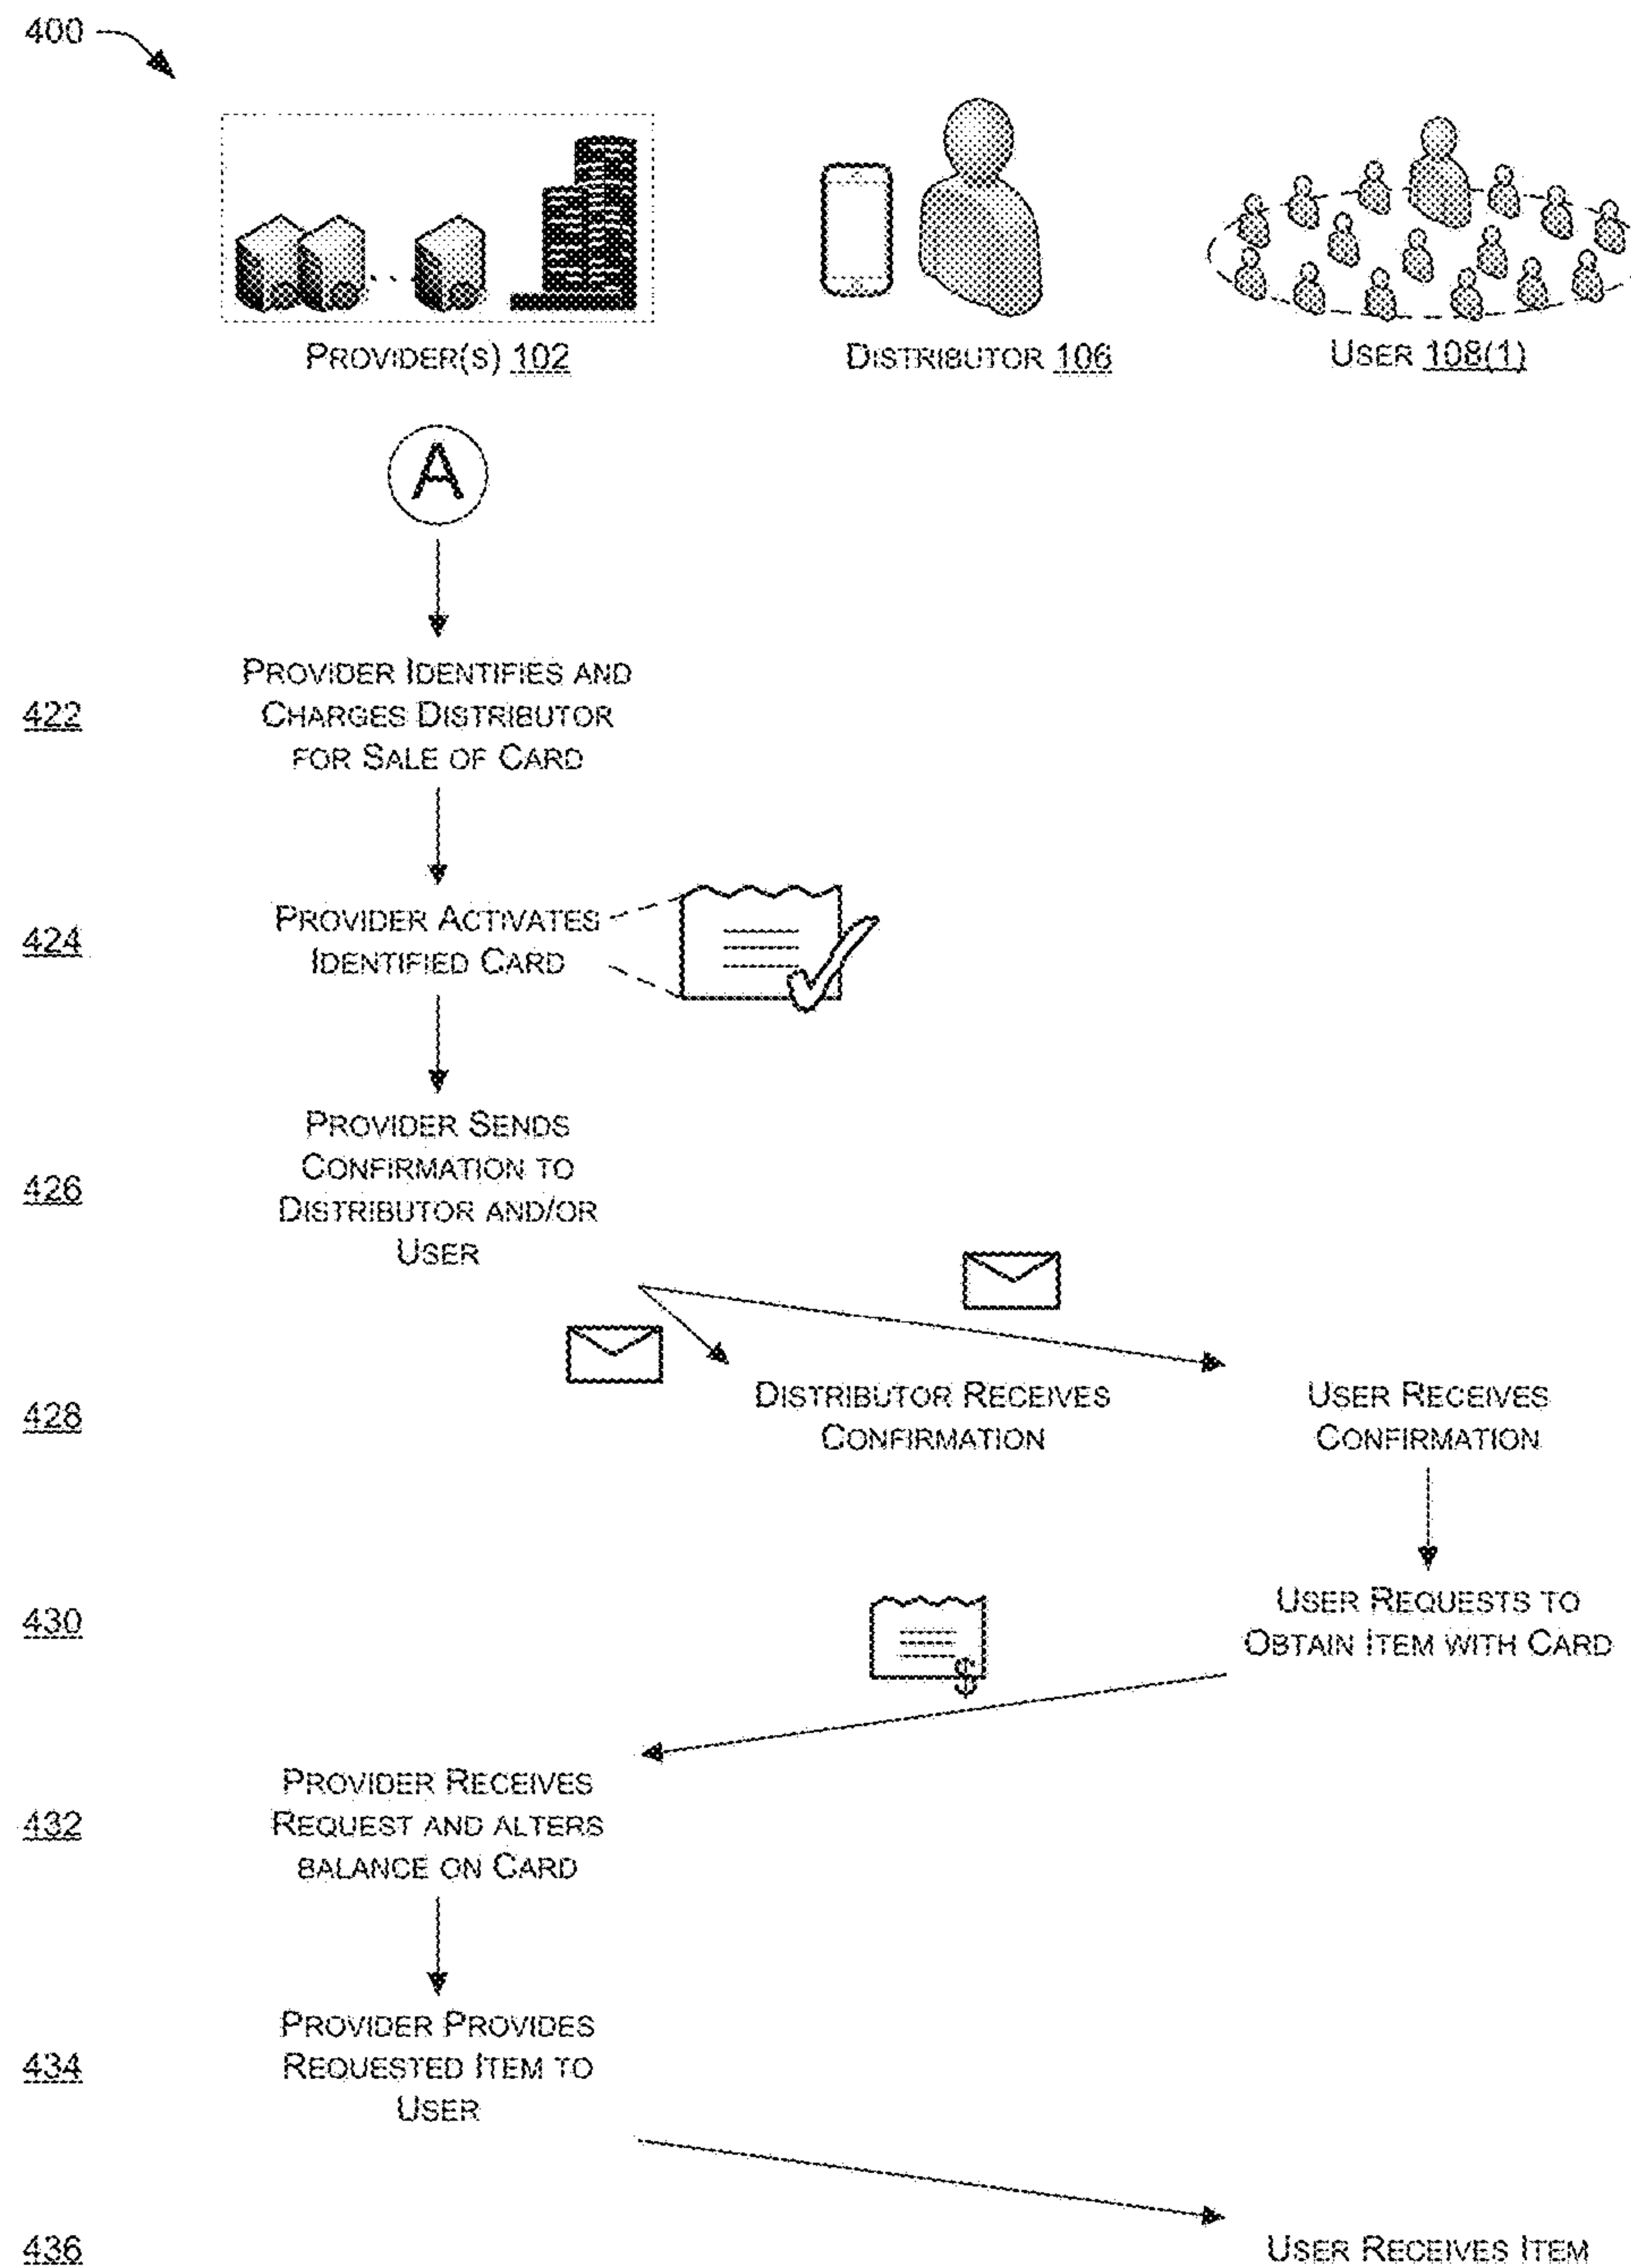 400
PROVIDER(S) 102
DISTRIBUTOR 106
USER 108(1)
A
422
PROVIDER IDENTIFIES AND
CHARGES DISTRIBUTOR
FOR SALE OF CARD
424
PROVIDER ACTIVATES
IDENTIFIED CARD
426
PROVIDER SENDS
CONFIRMATION TO
DISTRIBUTOR AND/OR
USER
428
DISTRIBUTOR RECEIVES
CONFIRMATION
USER RECEIVES
CONFIRMATION
430
USER REQUESTS TO
OBTAIN ITEM WITH CARD
$
432
PROVIDER RECEIVES
REQUEST AND ALTERS
BALANCE ON CARD
434
PROVIDER PROVIDES
REQUESTED ITEM TO
USER
436
USER RECEIVES ITEM